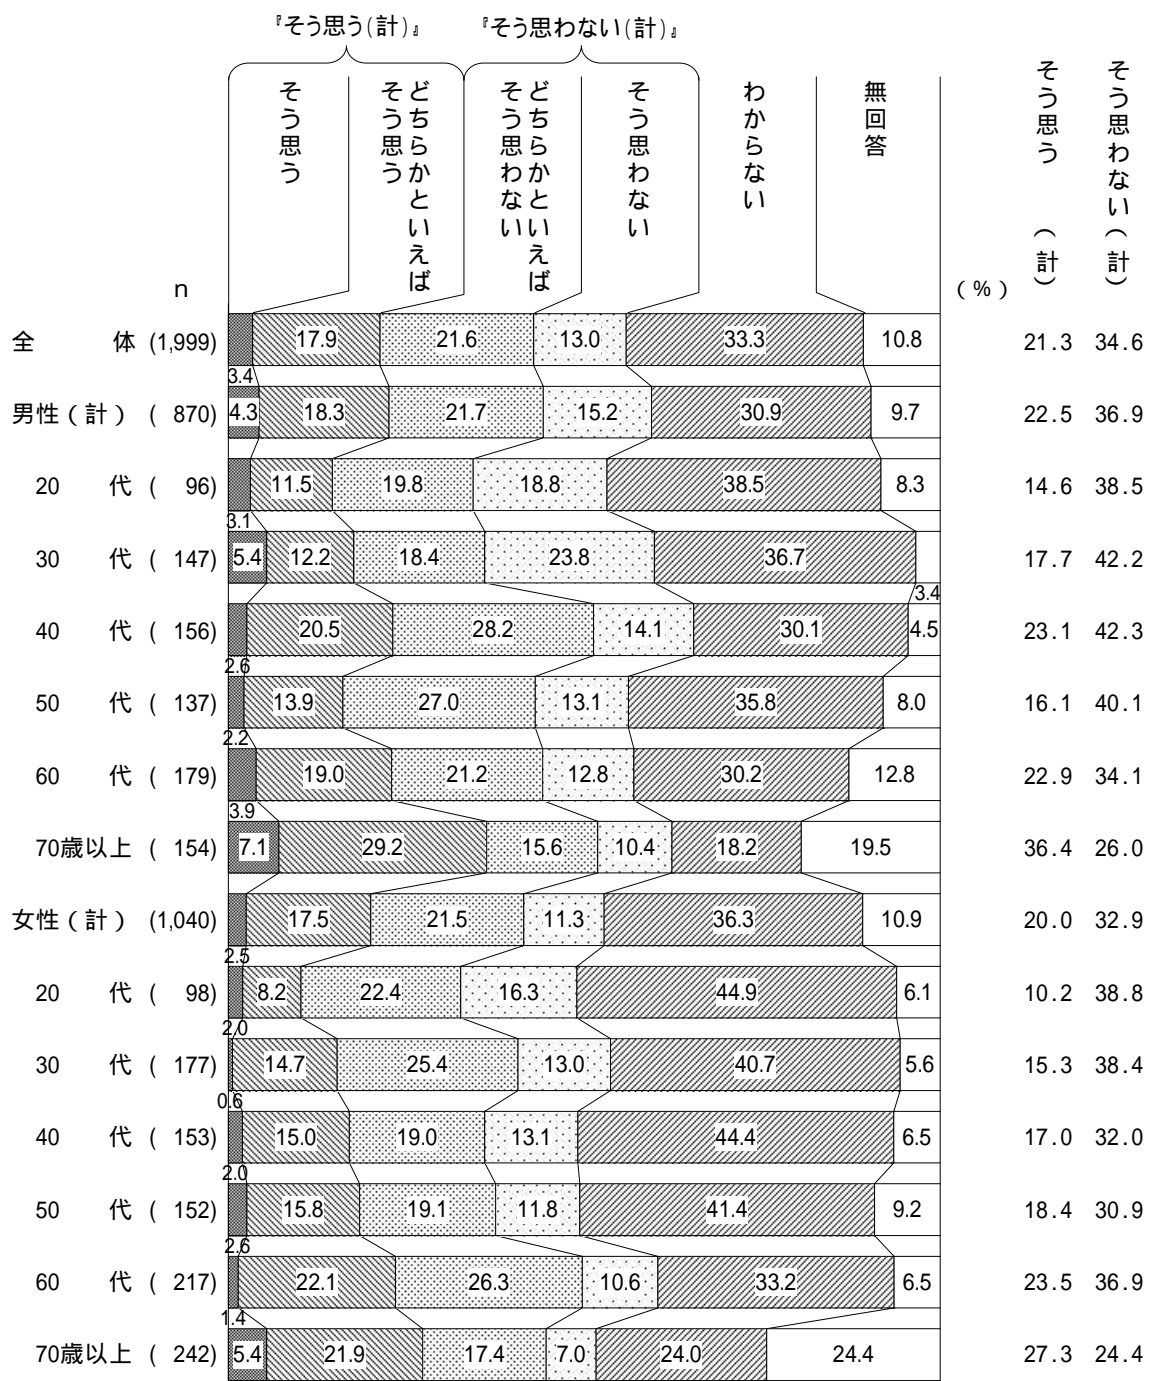 『そう思う(計)』 『そう思わない(計)』
そう思う
どちらかといえば
そう思う
どちらかといえば
そう思わない
そう思わない
わからない
無回答
そう思う(計)
そう思わない(計)
n (%)
全 体 (1,999) 3.4 17.9 21.6 13.0 33.3 10.8 21.3 34.6
男性(計) ( 870) 4.3 18.3 21.7 15.2 30.9 9.7 22.5 36.9
20 代 ( 96) 3.1 11.5 19.8 18.8 38.5 8.3 14.6 38.5
30 代 ( 147) 5.4 12.2 18.4 23.8 36.7 3.4 17.7 42.2
40 代 ( 156) 2.6 20.5 28.2 14.1 30.1 4.5 23.1 42.3
50 代 ( 137) 2.2 13.9 27.0 13.1 35.8 8.0 16.1 40.1
60 代 ( 179) 3.9 19.0 21.2 12.8 30.2 12.8 22.9 34.1
70歳以上 ( 154) 7.1 29.2 15.6 10.4 18.2 19.5 36.4 26.0
女性(計) (1,040) 2.5 17.5 21.5 11.3 36.3 10.9 20.0 32.9
20 代 ( 98) 2.0 8.2 22.4 16.3 44.9 6.1 10.2 38.8
30 代 ( 177) 0.6 14.7 25.4 13.0 40.7 5.6 15.3 38.4
40 代 ( 153) 2.0 15.0 19.0 13.1 44.4 6.5 17.0 32.0
50 代 ( 152) 2.6 15.8 19.1 11.8 41.4 9.2 18.4 30.9
60 代 ( 217) 1.4 22.1 26.3 10.6 33.2 6.5 23.5 36.9
70歳以上 ( 242) 5.4 21.9 17.4 7.0 24.0 24.4 27.3 24.4